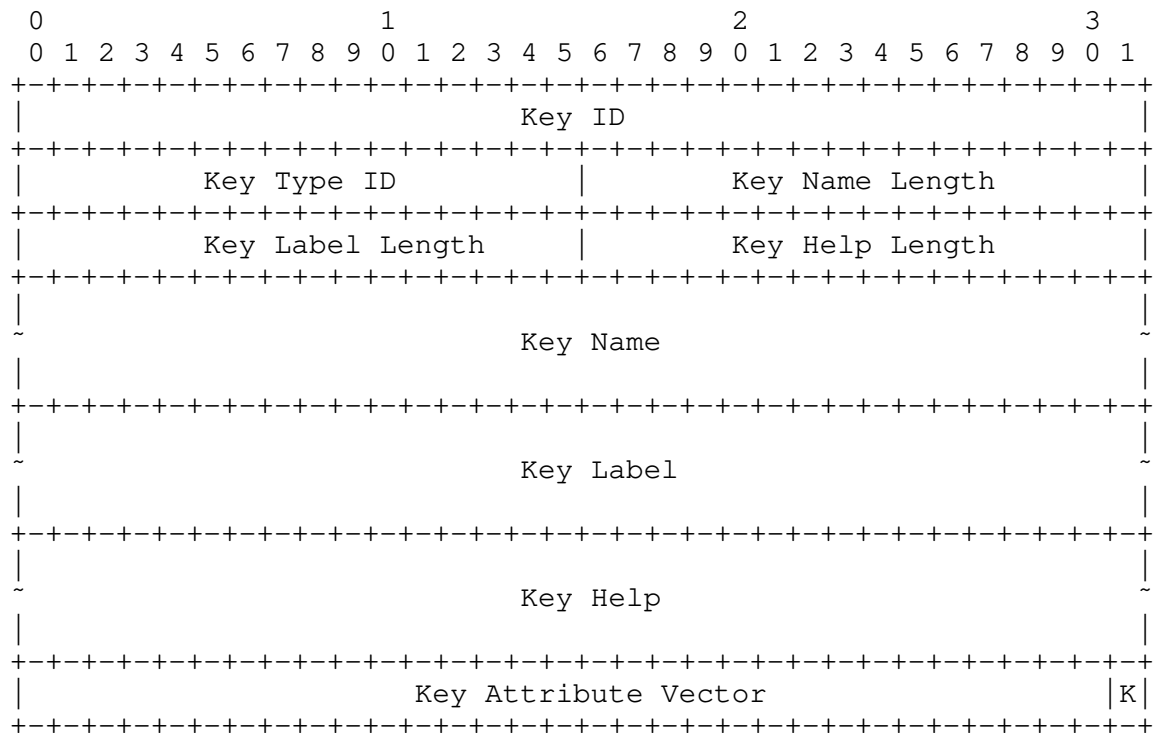 0                   1                   2                   3
 0 1 2 3 4 5 6 7 8 9 0 1 2 3 4 5 6 7 8 9 0 1 2 3 4 5 6 7 8 9 0 1
+-+-+-+-+-+-+-+-+-+-+-+-+-+-+-+-+-+-+-+-+-+-+-+-+-+-+-+-+-+-+-+-+
|                            Key ID                             |
+-+-+-+-+-+-+-+-+-+-+-+-+-+-+-+-+-+-+-+-+-+-+-+-+-+-+-+-+-+-+-+-+
|          Key Type ID          |        Key Name Length        |
+-+-+-+-+-+-+-+-+-+-+-+-+-+-+-+-+-+-+-+-+-+-+-+-+-+-+-+-+-+-+-+-+
|          Key Label Length     |        Key Help Length        |
+-+-+-+-+-+-+-+-+-+-+-+-+-+-+-+-+-+-+-+-+-+-+-+-+-+-+-+-+-+-+-+-+
|                                                               |
~                            Key Name                           ~
|                                                               |
+-+-+-+-+-+-+-+-+-+-+-+-+-+-+-+-+-+-+-+-+-+-+-+-+-+-+-+-+-+-+-+-+
|                                                               |
~                            Key Label                          ~
|                                                               |
+-+-+-+-+-+-+-+-+-+-+-+-+-+-+-+-+-+-+-+-+-+-+-+-+-+-+-+-+-+-+-+-+
|                                                               |
~                            Key Help                           ~
|                                                               |
+-+-+-+-+-+-+-+-+-+-+-+-+-+-+-+-+-+-+-+-+-+-+-+-+-+-+-+-+-+-+-+-+
|                      Key Attribute Vector                   |K|
+-+-+-+-+-+-+-+-+-+-+-+-+-+-+-+-+-+-+-+-+-+-+-+-+-+-+-+-+-+-+-+-+